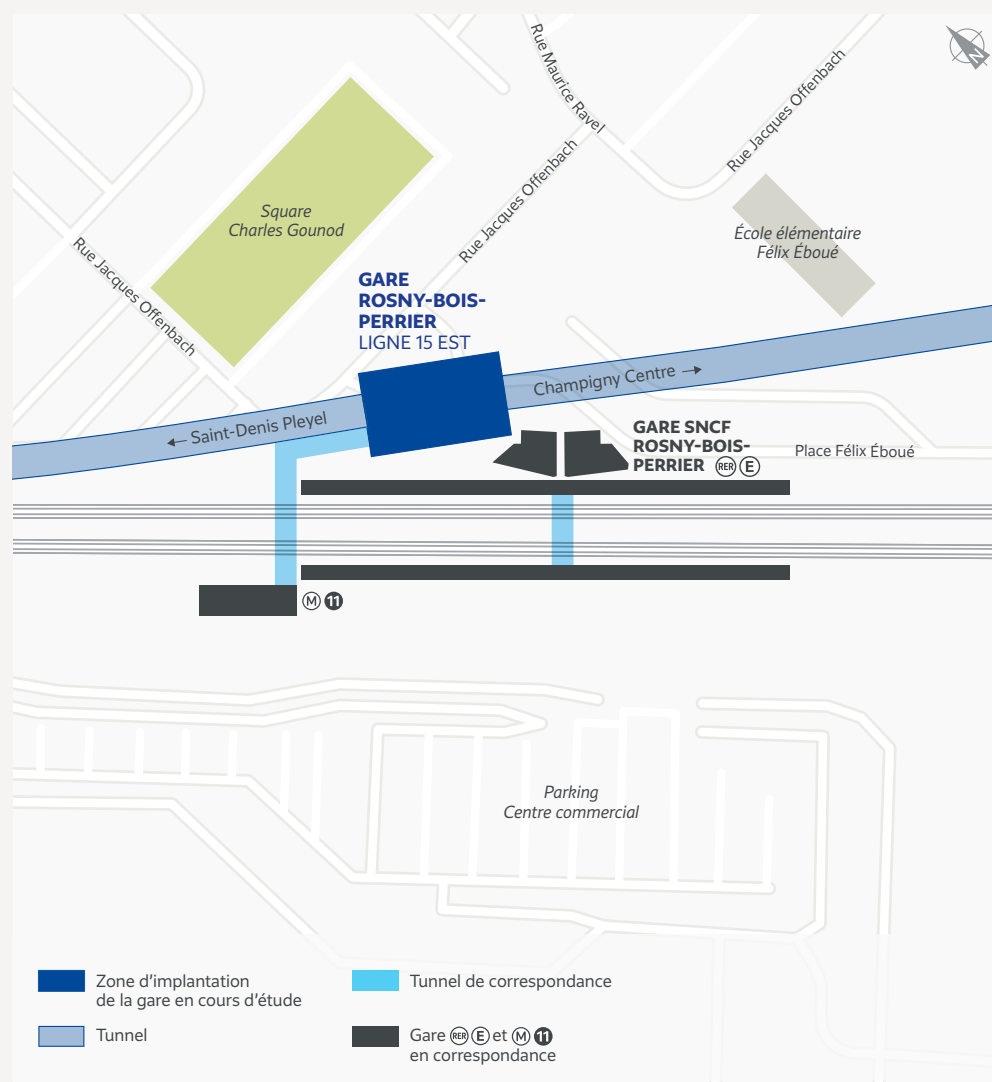 N
Rue Maurice Ravel
Rue Jacques Offenbach
Rue Jacques Offenbach
Square
Charles Gounod
École élémentaire
Félix Éboué
Rue Jacques Offenbach
GARE
ROSNY-BOIS-
PERRIER
LIGNE 15 EST
Champigny Centre →
← Saint-Denis Pleyel
GARE SNCF
ROSNY-BOIS-
PERRIER RER E
Place Félix Éboué
M 11
Parking
Centre commercial
Zone d'implantation
de la gare en cours d'étude
Tunnel de correspondance
Tunnel
Gare RER E et M 11
en correspondance